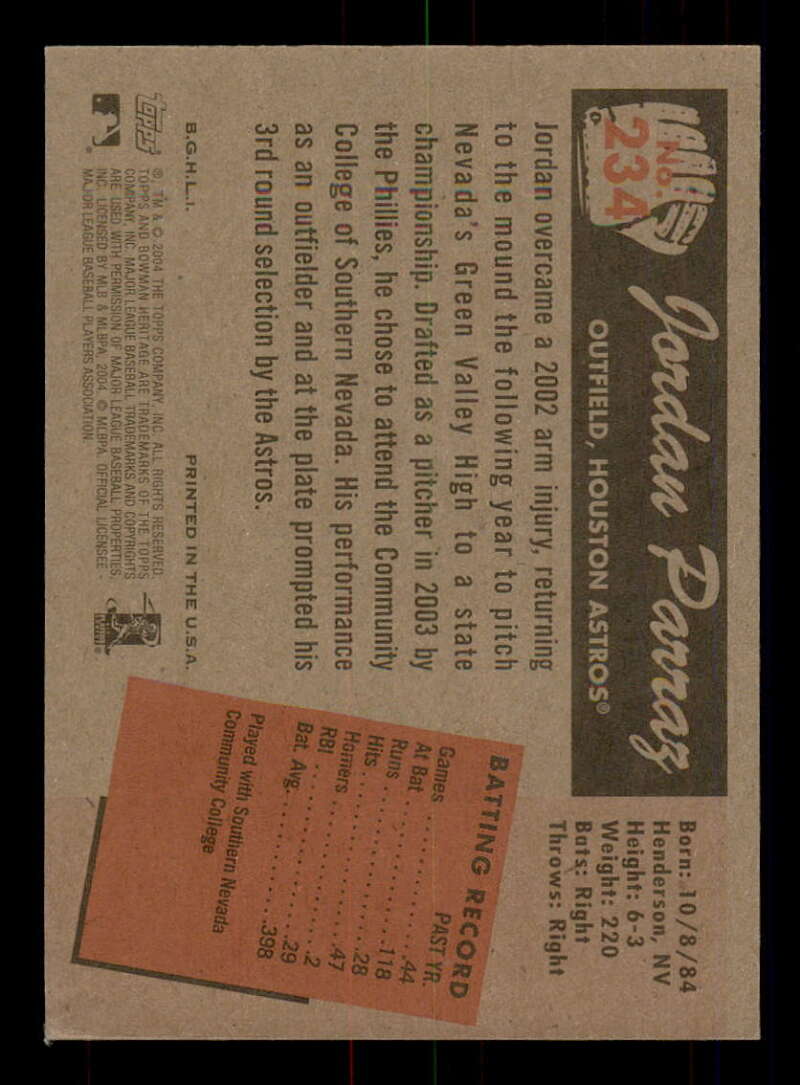 No.
234
Jordan Parraz
OUTFIELD, HOUSTON ASTROS®
Born: 10/8/84
Henderson, NV
Height: 6-3
Weight: 220
Bats: Right
Throws: Right
Jordan overcame a 2002 arm injury, returning
to the mound the following year to pitch
Nevada's Green Valley High to a state
championship. Drafted as a pitcher in 2003 by
the Phillies, he chose to attend the Community
College of Southern Nevada. His performance
as an outfielder and at the plate prompted his
3rd round selection by the Astros.
BATTING RECORD
PAST YR.
Games ..........44
At Bat ..........118
Runs ..........28
Hits ..........47
Homers ..........2
RBI ..........29
Bat. Avg. ..........398
Played with Southern Nevada
Community College
B.G.H.L.I.
PRINTED IN THE U.S.A.
Topps
®, TM & © 2004 THE TOPPS COMPANY, INC. ALL RIGHTS RESERVED.
TOPPS AND BOWMAN HERITAGE ARE TRADEMARKS OF THE TOPPS
COMPANY, INC. MAJOR LEAGUE BASEBALL TRADEMARKS AND COPYRIGHTS
ARE USED WITH PERMISSION OF MAJOR LEAGUE BASEBALL PROPERTIES,
INC. LICENSED BY MLB & MLBPA, 2004. © MLBPA. OFFICIAL LICENSEE -
MAJOR LEAGUE BASEBALL PLAYERS ASSOCIATION.